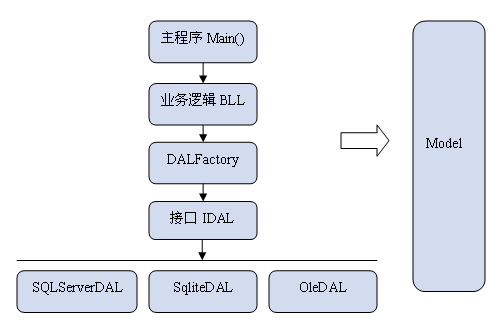 主程序 Main()
业务逻辑 BLL
DALFactory
Model
接口 IDAL
SQLServerDAL
SqliteDAL
OleDAL